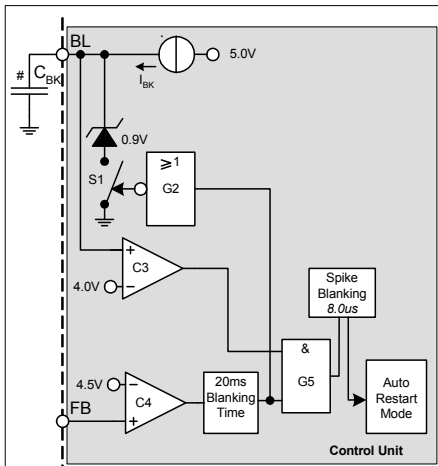 BL
5.0V
# C_BK
I_BK
0.9V
S1
≥1
G2
+
C3
4.0V
−
Spike
Blanking
8.0us
&
G5
4.5V
−
C4
20ms
Blanking
Time
FB
+
Auto
Restart
Mode
Control Unit